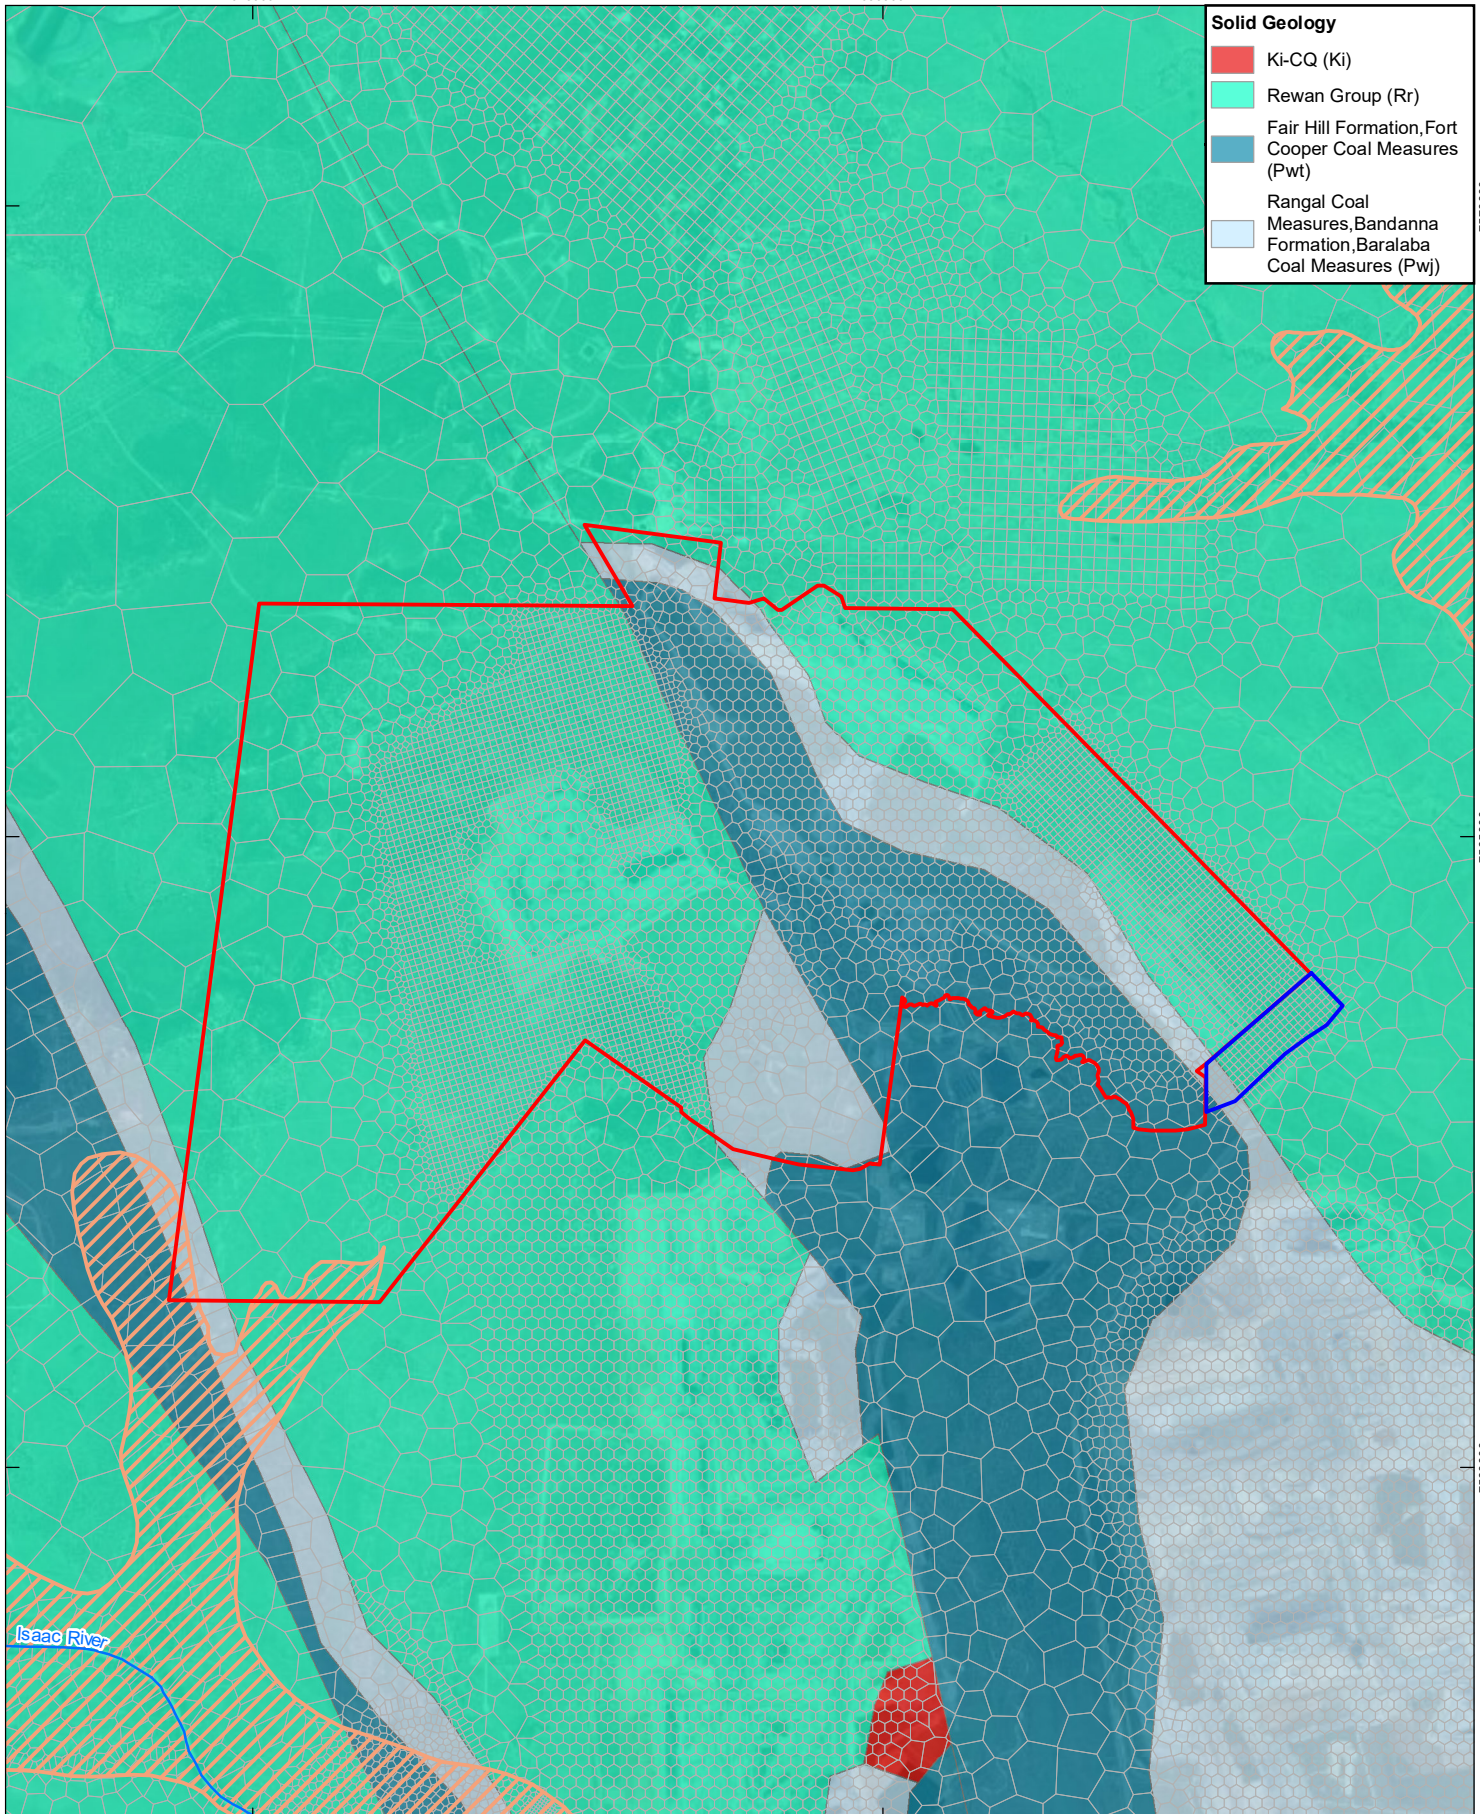 Solid Geology
Ki-CQ (Ki)
Rewan Group (Rr)
Fair Hill Formation,Fort
Cooper Coal Measures
(Pwt)
Rangal Coal
Measures,Bandanna
Formation,Baralaba
Coal Measures (Pwj)
Isaac River